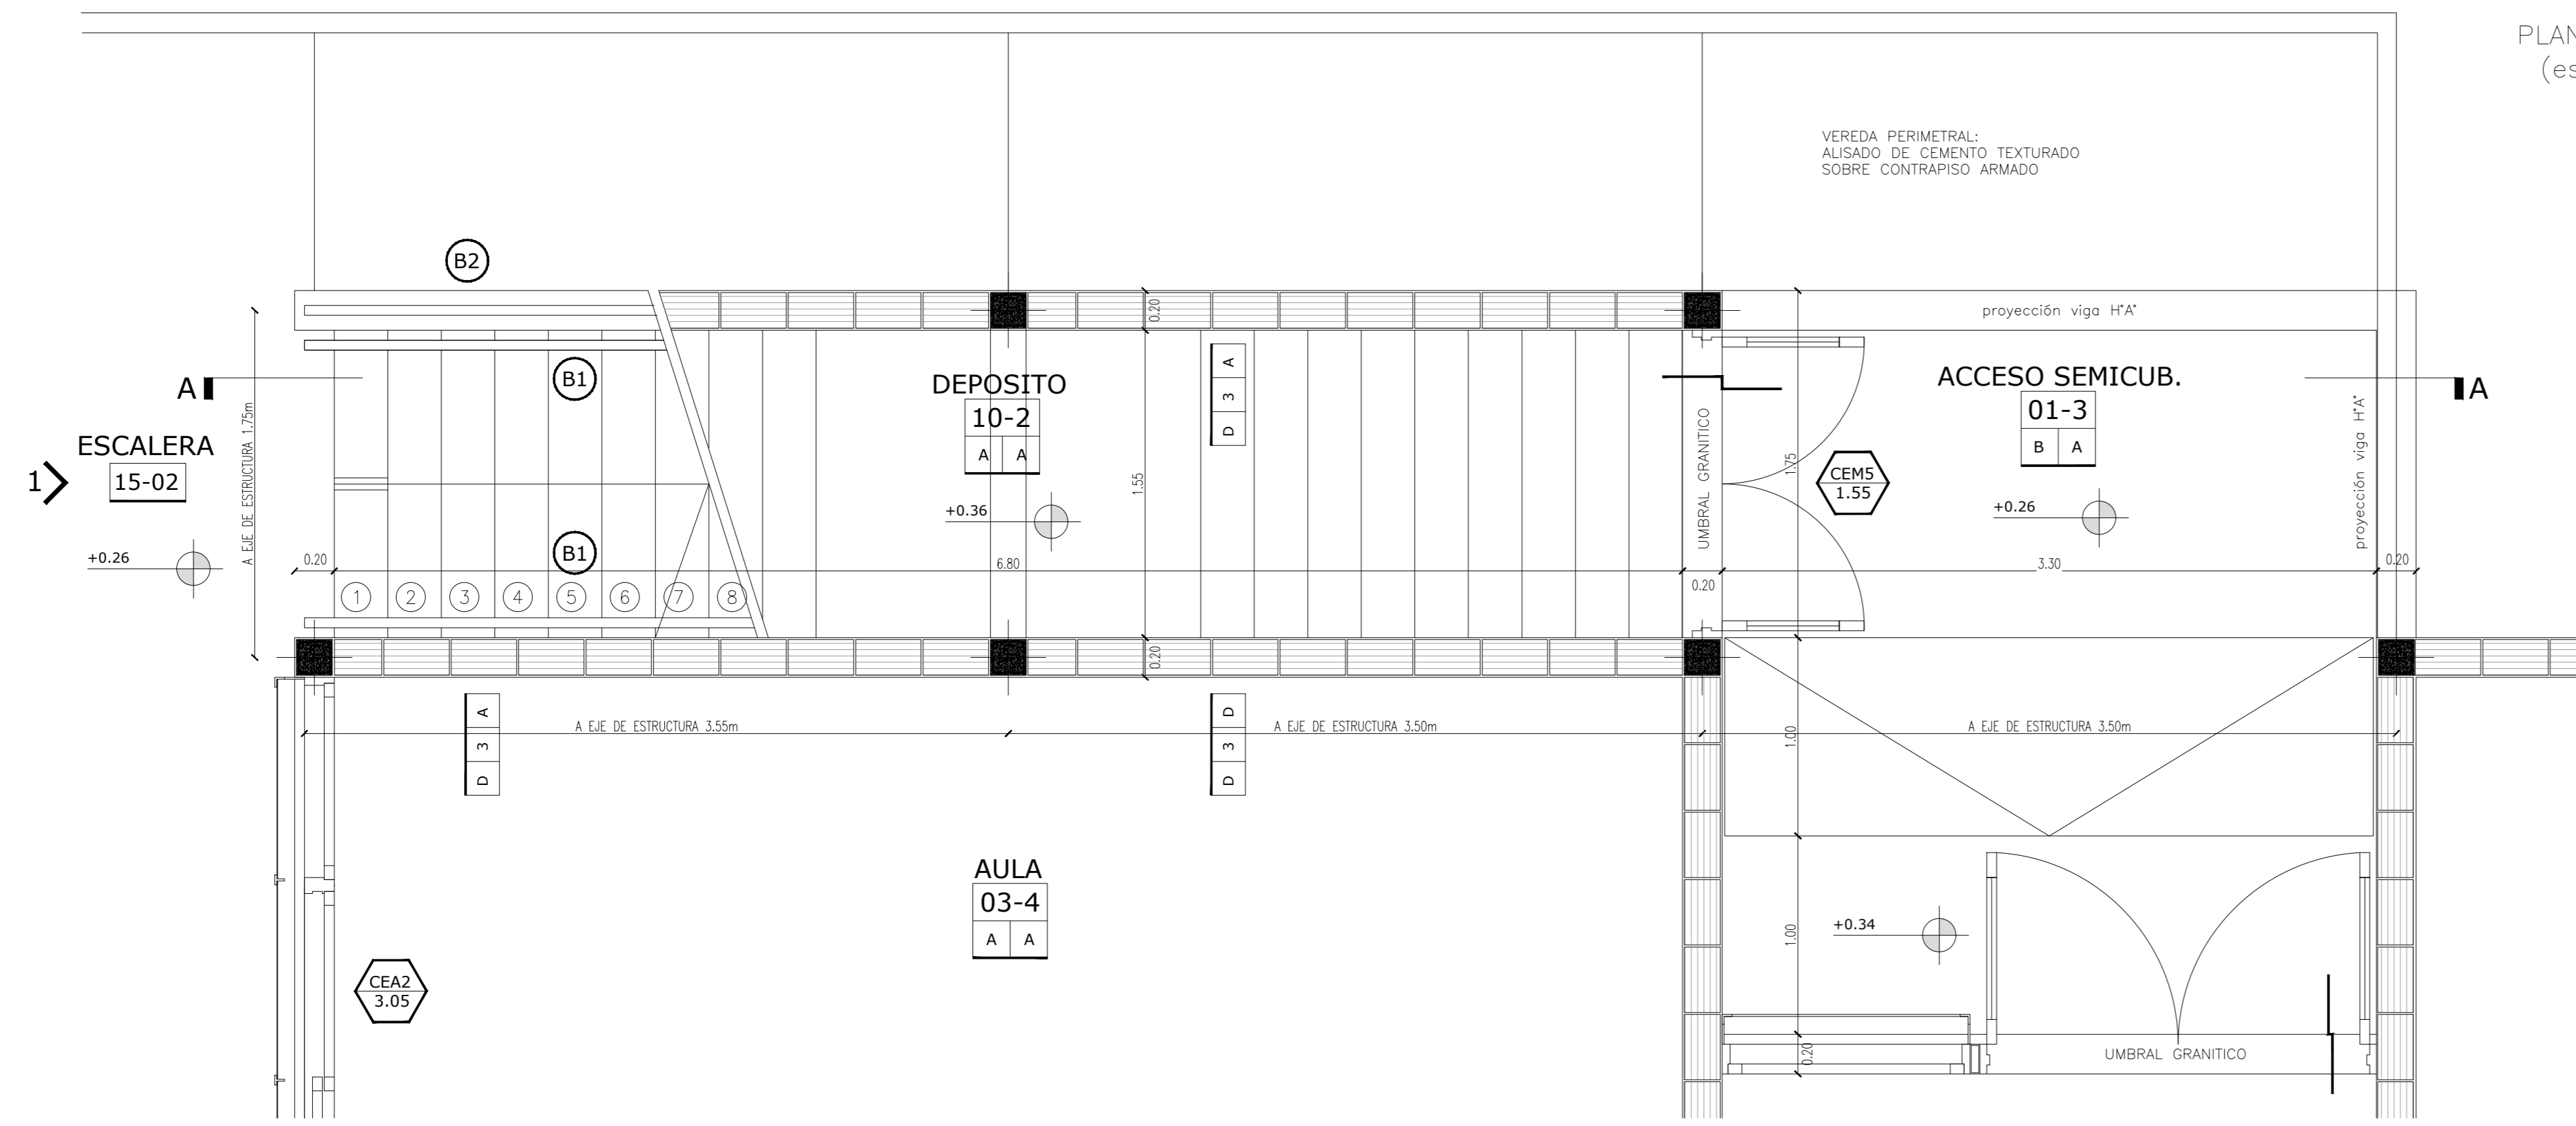 PLAN
(es
VEREDA PERIMETRAL:
ALISADO DE CEMENTO TEXTURADO
SOBRE CONTRAPISO ARMADO
B2
0.20
proyección viga H°A°
A
B1
DEPOSITO
10-2
A A
D 3 A
ACCESO SEMICUB.
01-3
B A
A
A EJE DE ESTRUCTURA 1.75m
ESCALERA
15-02
1
1.55
UMBRAL GRANITICO
1.75
CEM5
1.55
proyección viga H°A°
+0.36
+0.26
+0.26
B1
0.20
6.80
0.20
3.30
0.20
1 2 3 4 5 6 7 8
0.20
D 3 A
D 3 D
A EJE DE ESTRUCTURA 3.55m
A EJE DE ESTRUCTURA 3.50m
1.00
A EJE DE ESTRUCTURA 3.50m
AULA
03-4
A A
1.00
+0.34
CEA2
3.05
0.20
UMBRAL GRANITICO